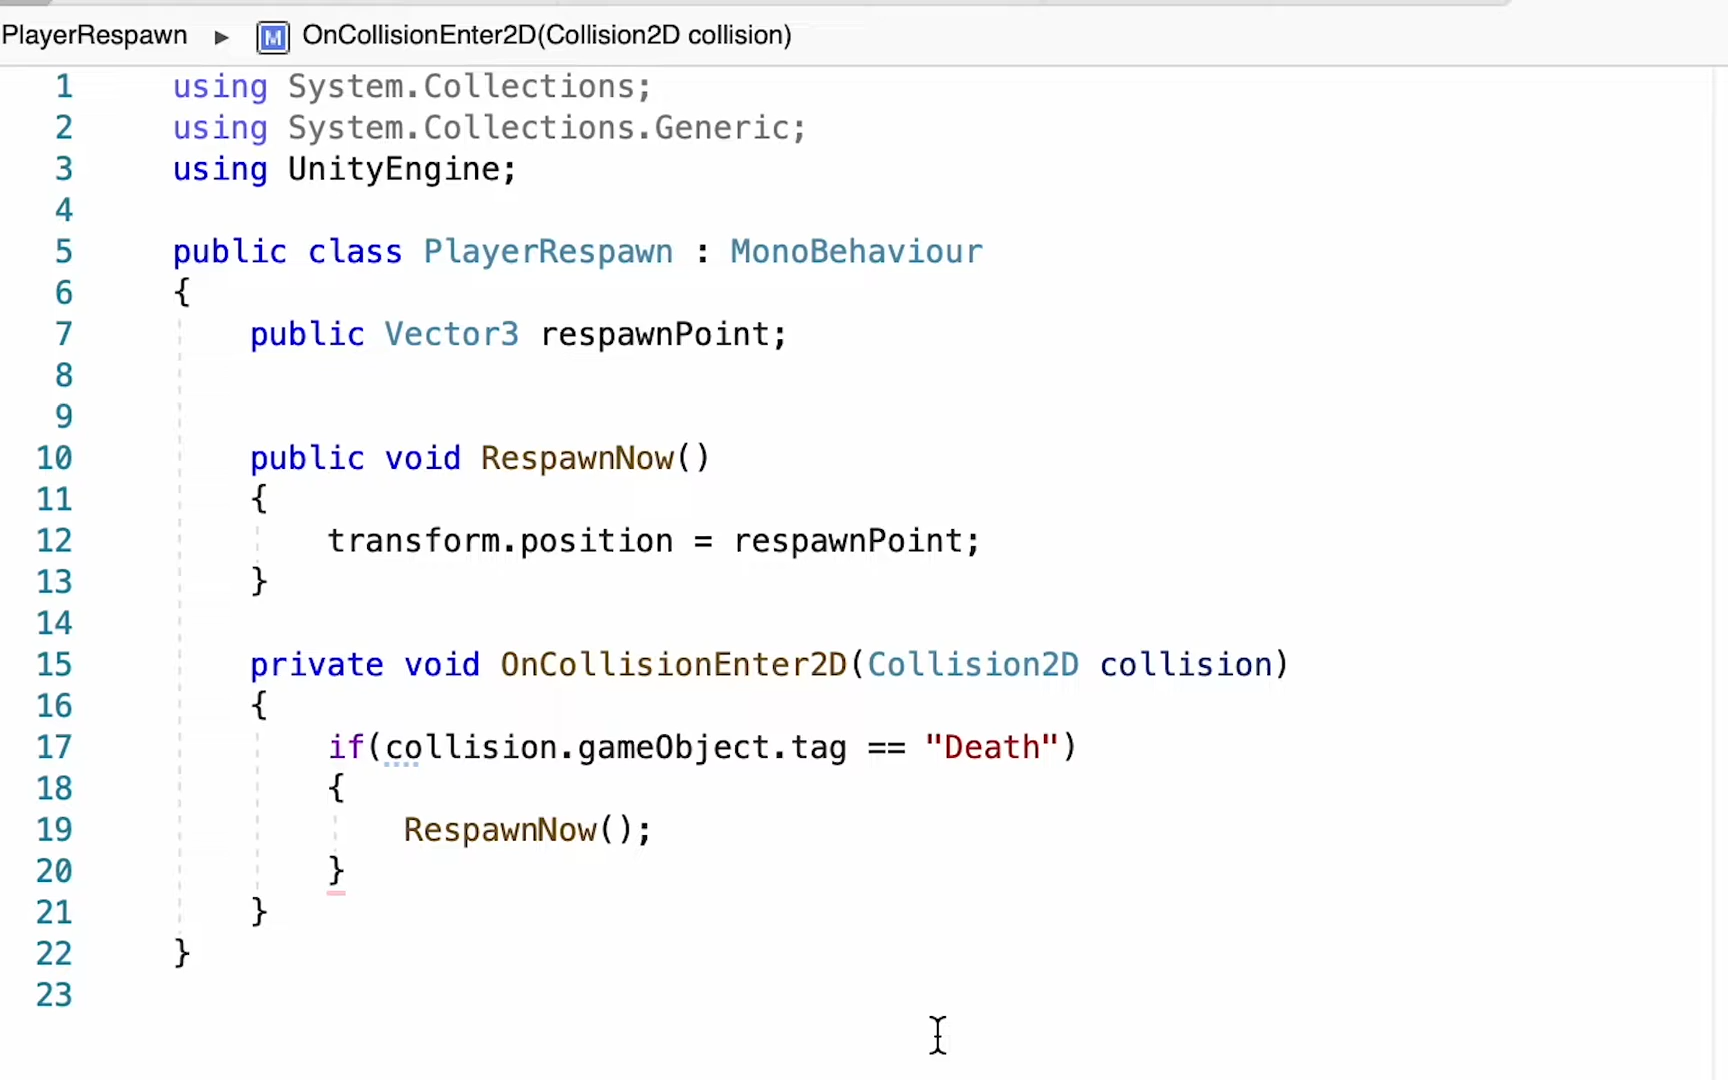 PlayerRespawn ▶ M OnCollisionEnter2D(Collision2D collision)
1 using System.Collections;
2 using System.Collections.Generic;
3 using UnityEngine;
4
5 public class PlayerRespawn : MonoBehaviour
6 {
7 public Vector3 respawnPoint;
8
9
10 public void RespawnNow()
11 {
12 transform.position = respawnPoint;
13 }
14
15 private void OnCollisionEnter2D(Collision2D collision)
16 {
17 if(collision.gameObject.tag == "Death")
18 {
19 RespawnNow();
20 }
21 }
22 }
23